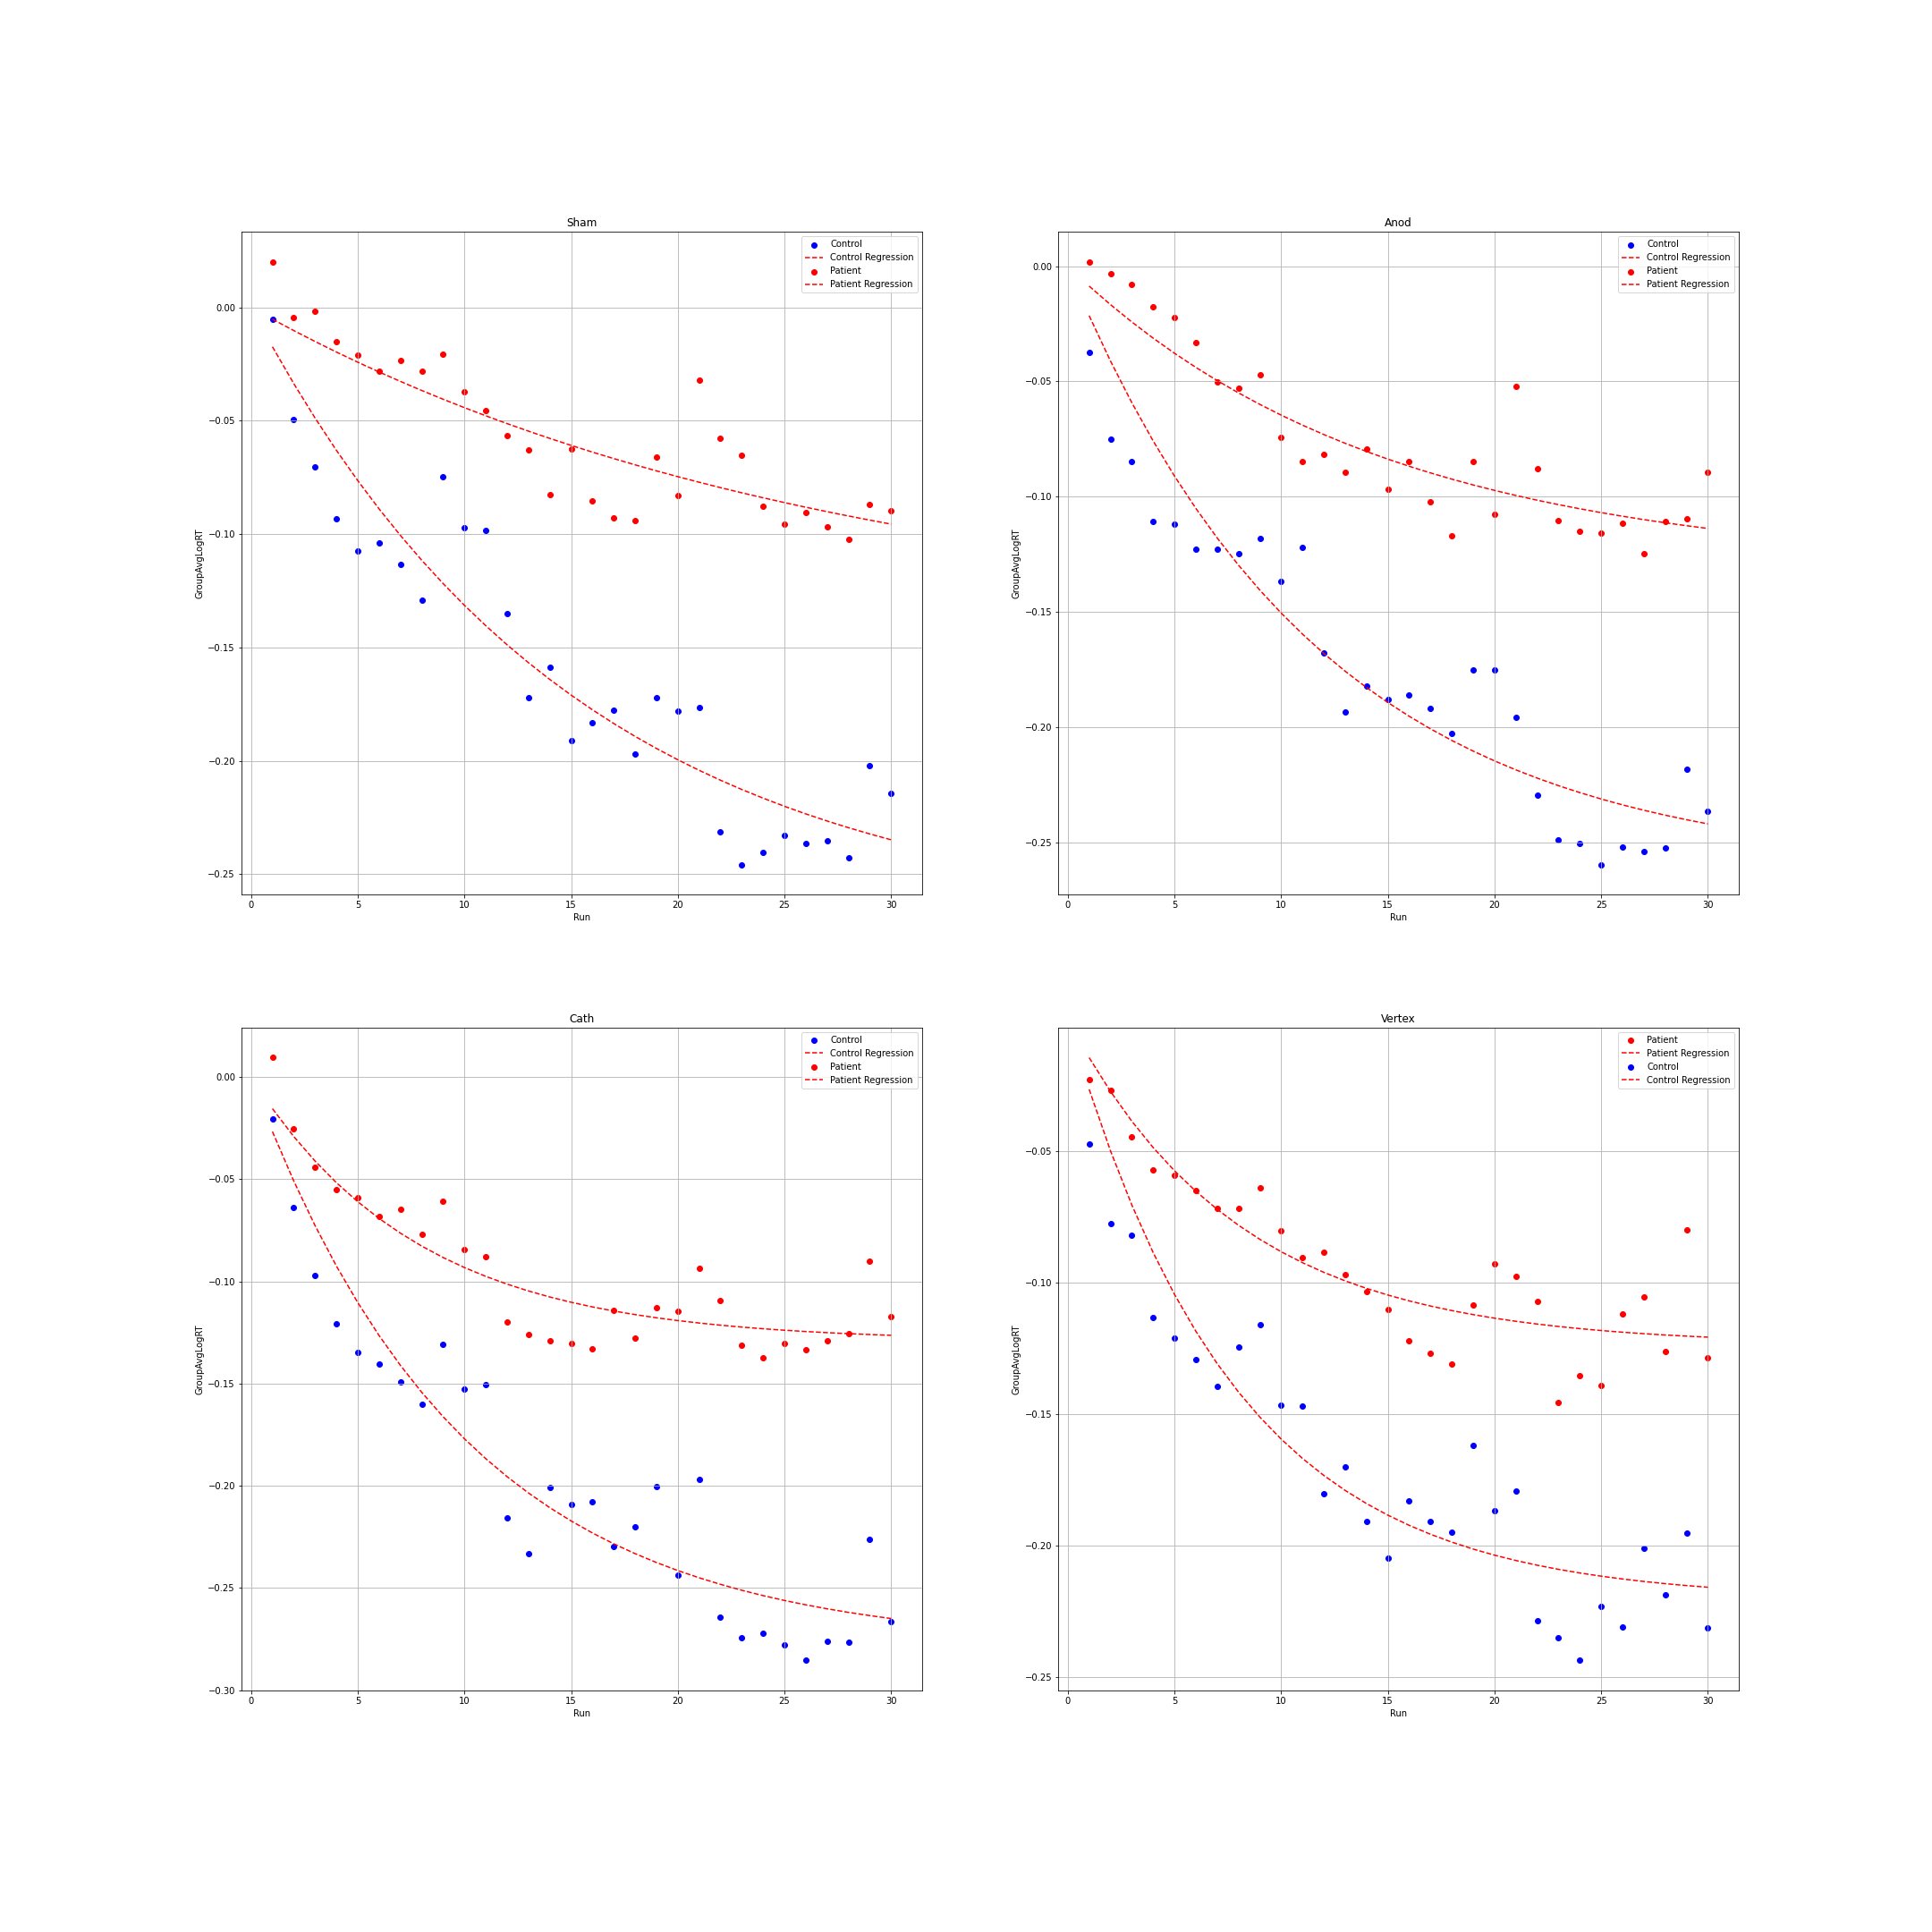 Sham
Control
Control Regression
Patient
Patient Regression
0.00
−0.05
−0.10
−0.15
−0.20
−0.25
GroupAvgLogRT
0 5 10 15 20 25 30
Run
Anod
Control
Control Regression
Patient
Patient Regression
0.00
−0.05
−0.10
−0.15
−0.20
−0.25
GroupAvgLogRT
0 5 10 15 20 25 30
Run
Cath
Control
Control Regression
Patient
Patient Regression
0.00
−0.05
−0.10
−0.15
−0.20
−0.25
−0.30
GroupAvgLogRT
0 5 10 15 20 25 30
Run
Vertex
Patient
Patient Regression
Control
Control Regression
−0.05
−0.10
−0.15
−0.20
−0.25
GroupAvgLogRT
0 5 10 15 20 25 30
Run